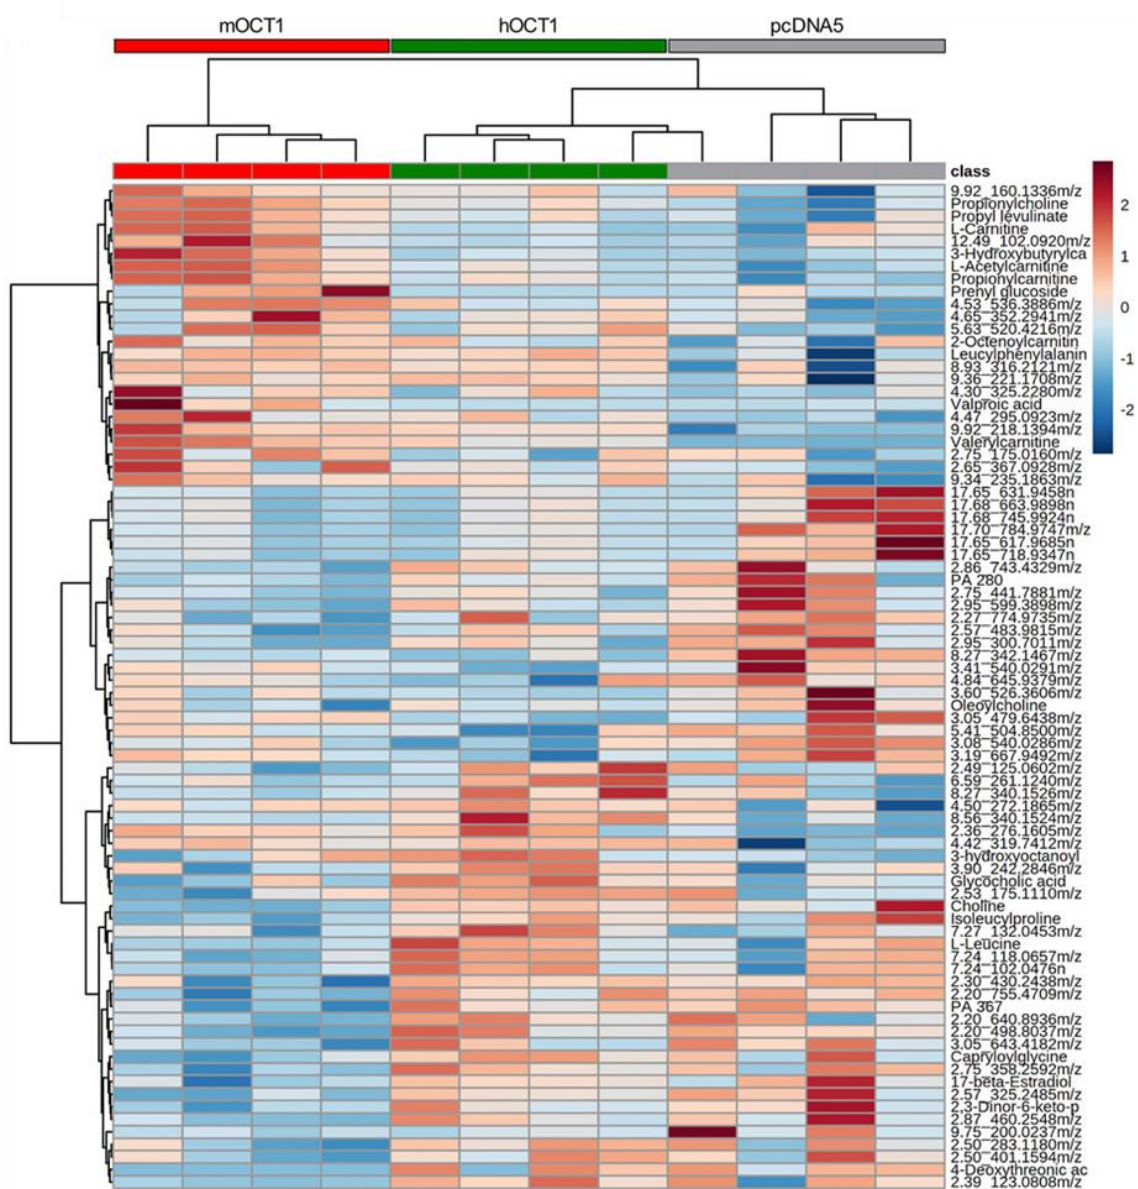 mOCT1 hOCT1 pcDNA5
class
9.92_160.1336m/z
Propionylcholine
Propyl levulinate
L-Carnitine
12.49_102.0920m/z
3-Hydroxybutyrylca
L-Acetylcarnitine
Propionylcarnitine
Prenyl glucoside
4.53_536.3886m/z
4.65_352.2941m/z
5.63_520.4216m/z
2-Octenoylcarnitin
Leucylphenylalanin
8.93_316.2121m/z
9.36_221.1708m/z
4.30_325.2280m/z
Valproic acid
4.47_295.0923m/z
9.92_218.1394m/z
Valerylcarnitine
2.75_175.0160m/z
2.65_367.0928m/z
9.34_235.1863m/z
17.65_631.9458n
17.68_663.9898n
17.68_745.9924n
17.70_784.9747m/z
17.65_617.9685n
17.65_718.9347n
2.86_743.4329m/z
PA 280
2.75_441.7881m/z
2.95_599.3898m/z
2.27_774.9735m/z
2.57_483.9815m/z
2.95_300.7011m/z
8.27_342.1467m/z
3.41_540.0291m/z
4.84_645.9379m/z
3.60_526.3606m/z
Oleoylcholine
3.05_479.6438m/z
5.41_504.8500m/z
3.08_540.0286m/z
3.19_667.9492m/z
2.49_125.0602m/z
6.59_261.1240m/z
8.27_340.1526m/z
4.50_272.1865m/z
8.56_340.1524m/z
2.36_276.1605m/z
4.42_319.7412m/z
3-hydroxyoctanoyl
3.90_242.2846m/z
Glycocholic acid
2.53_175.1110m/z
Choline
Isoleucylproline
7.27_132.0453m/z
L-Leucine
7.24_118.0657m/z
7.24_102.0476n
2.30_430.2438m/z
2.20_755.4709m/z
PA 367
2.20_640.8936m/z
2.20_498.8037m/z
3.05_643.4182m/z
Capryloylglycine
2.75_358.2592m/z
17-beta-Estradiol
2.57_325.2485m/z
2,3-Dinor-6-keto-p
2.87_460.2548m/z
9.75_200.0237m/z
2.50_283.1180m/z
2.50_401.1594m/z
4-Deoxythreonic ac
2.39_123.0808m/z
2
1
0
-1
-2